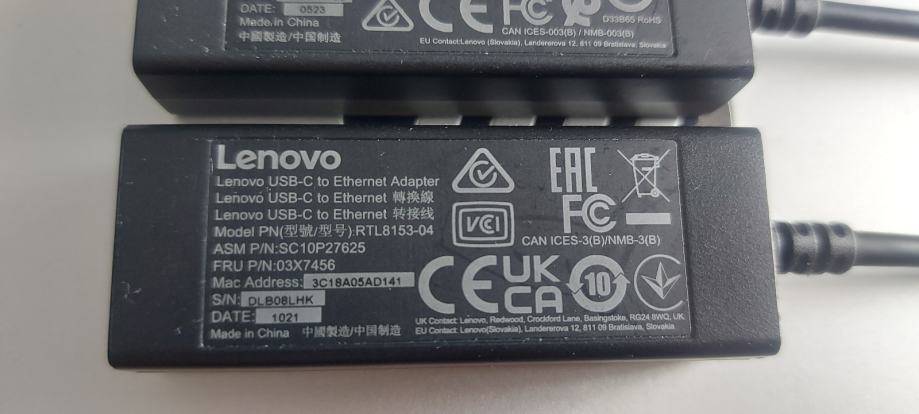 DATE: 0523
Made in China
中國製造/中国制造
CE FC
D33B65 RoHS
CAN ICES-003(B) / NMB-003(B)
EU Contact:Lenovo (Slovakia), Landererova 12, 811 09 Bratislava, Slovakia
Lenovo
Lenovo USB-C to Ethernet Adapter
Lenovo USB-C to Ethernet 轉換線
Lenovo USB-C to Ethernet 转接线
Model PN(型號/型号):RTL8153-04
ASM P/N:SC10P27625
FRU P/N:03X7456
Mac Address: 3C18A05AD141
S/N: DLB08LHK
DATE: 1021
Made in China 中國製造/中国制造
VCI
EAC
FC
CAN ICES-3(B)/NMB-3(B)
CE UK CA 10
UK Contact: Lenovo, Redwood, Crockford Lane, Basingstoke, RG24 8WQ, UK
EU Contact: Lenovo(Slovakia), Landererova 12, 811 09 Bratislava, Slovakia